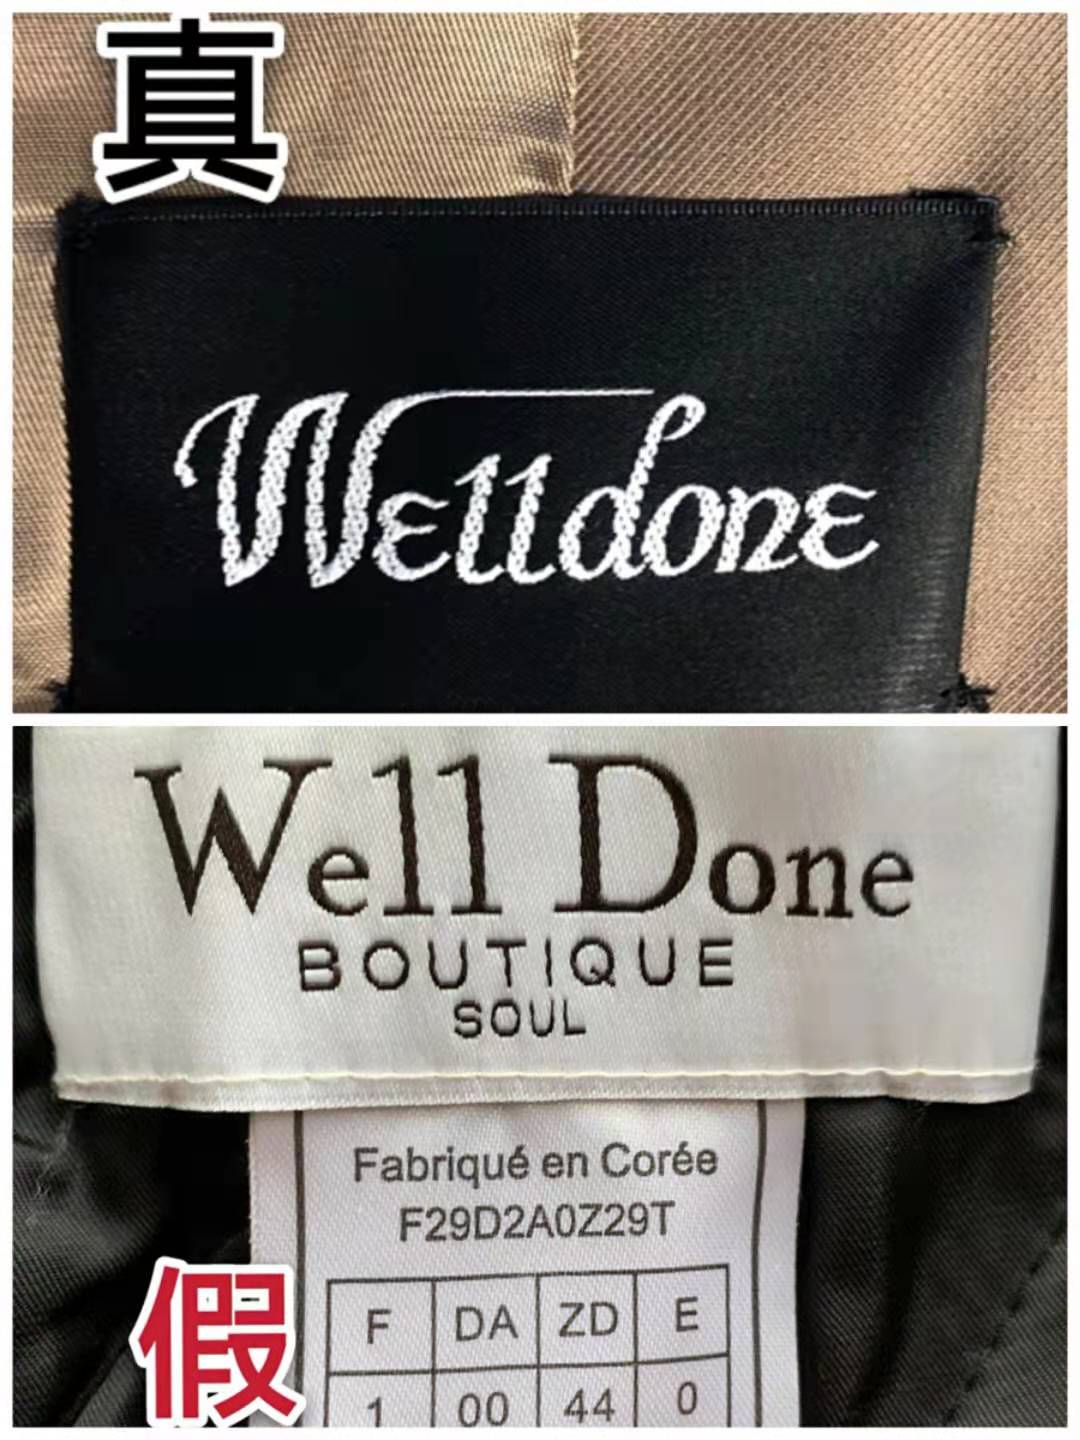 真
Welldone
Well Done
BOUTIQUE
SOUL
Fabriqué en Corée
F29D2A0Z29T
F DA ZD E
1 00 44 0
假